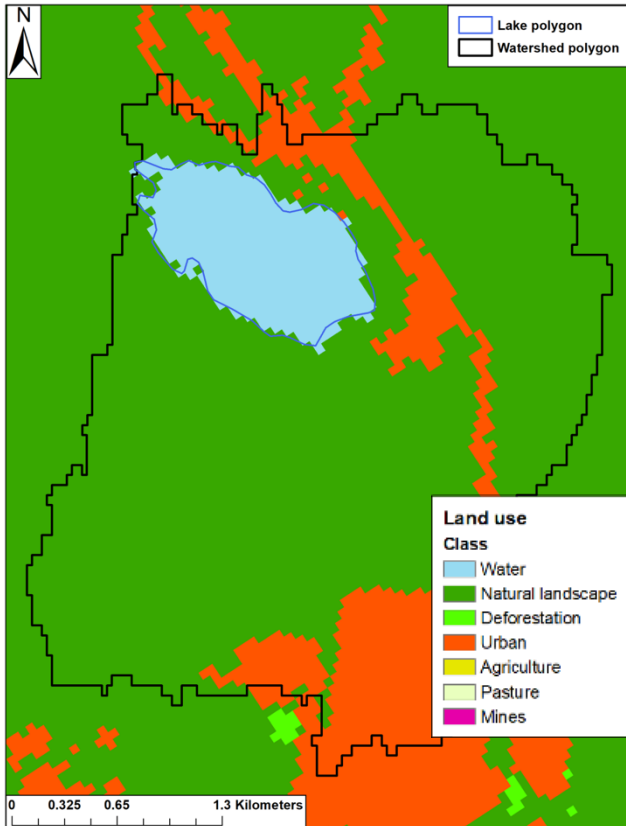 N
Lake polygon
Watershed polygon
Land use
Class
Water
Natural landscape
Deforestation
Urban
Agriculture
Pasture
Mines
0 0.325 0.65 1.3 Kilometers